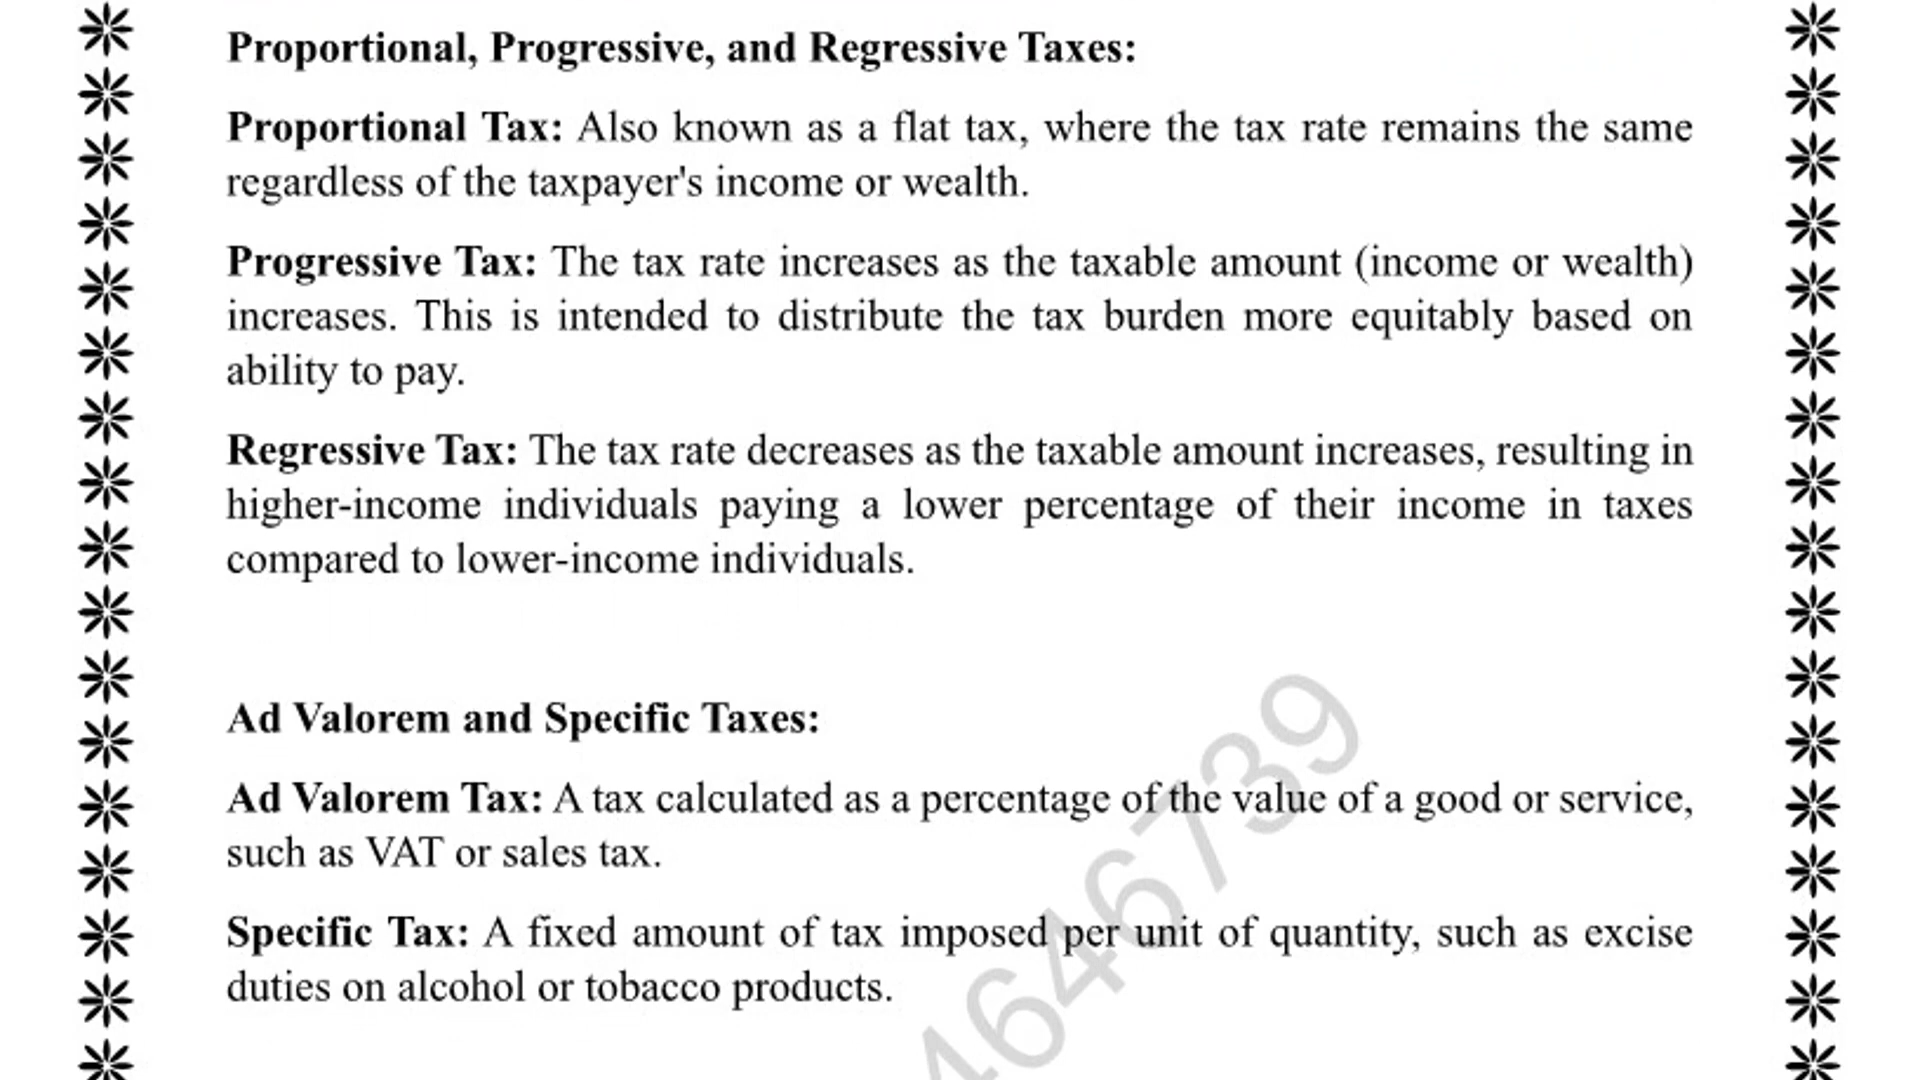 Proportional, Progressive, and Regressive Taxes:
Proportional Tax: Also known as a flat tax, where the tax rate remains the same
regardless of the taxpayer's income or wealth.
Progressive Tax: The tax rate increases as the taxable amount (income or wealth)
increases. This is intended to distribute the tax burden more equitably based on
ability to pay.
Regressive Tax: The tax rate decreases as the taxable amount increases, resulting in
higher-income individuals paying a lower percentage of their income in taxes
compared to lower-income individuals.
Ad Valorem and Specific Taxes:
Ad Valorem Tax: A tax calculated as a percentage of the value of a good or service,
such as VAT or sales tax.
Specific Tax: A fixed amount of tax imposed per unit of quantity, such as excise
duties on alcohol or tobacco products.
4646739